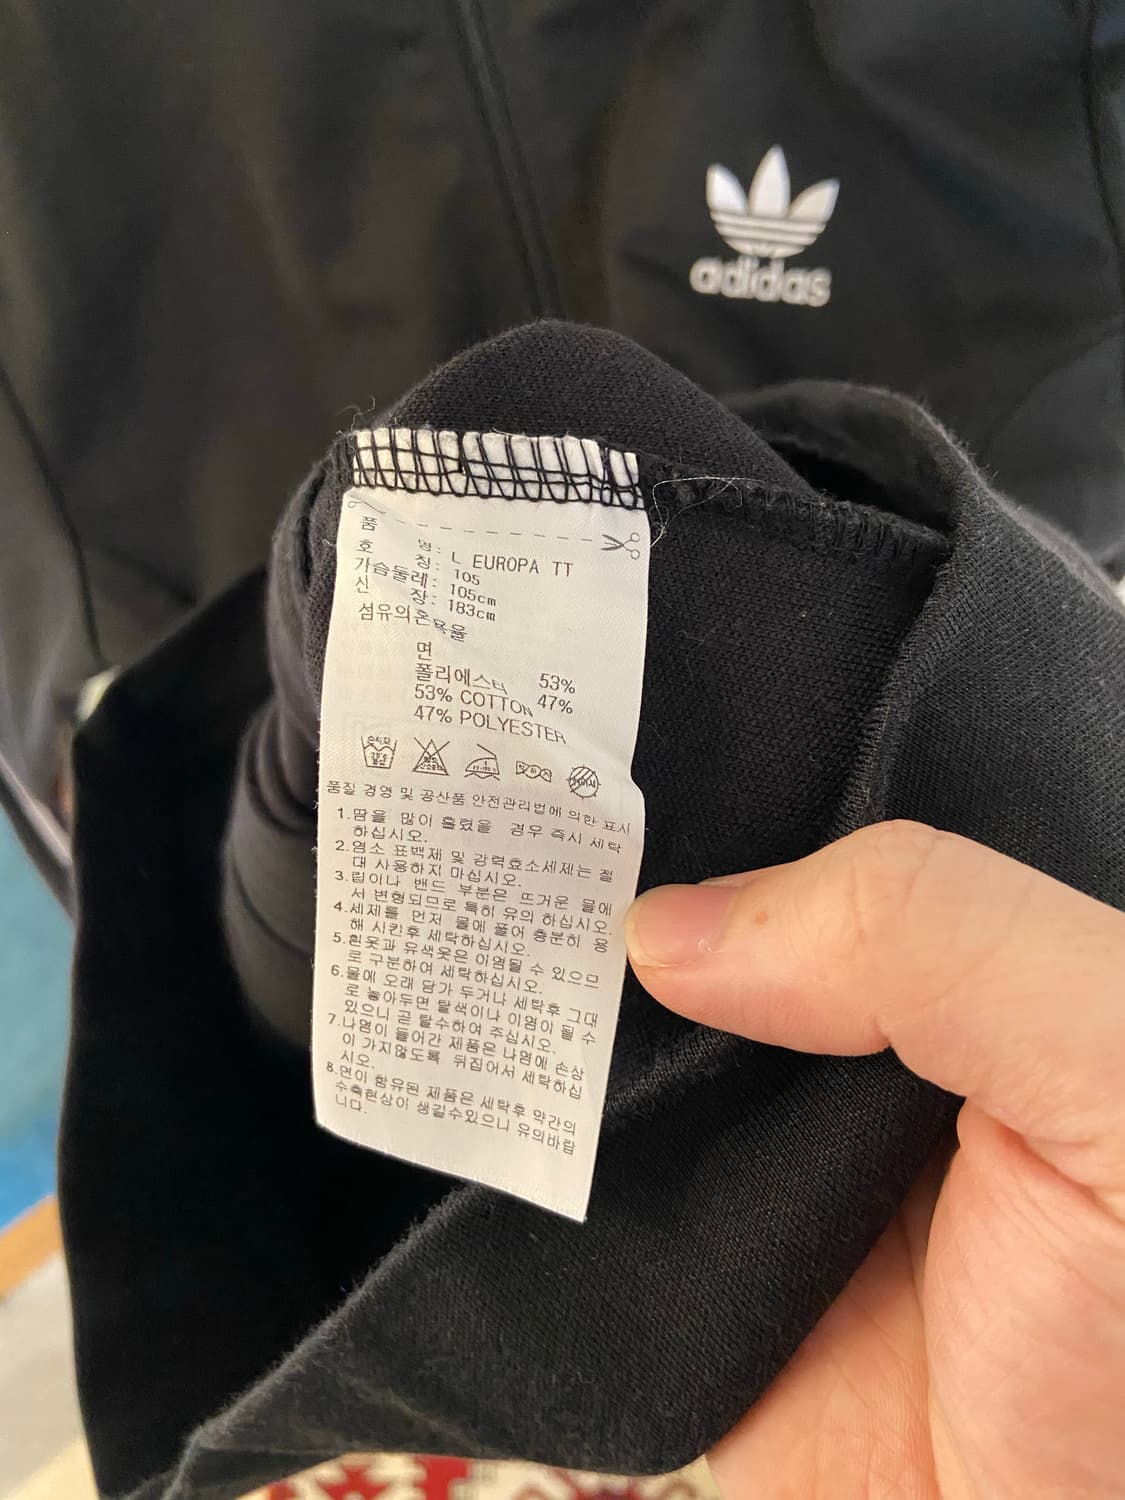 adidas
품 명: L EUROPA TT
호 칭: 105
가슴둘레: 105cm
신 장: 183cm
섬유의혼용율
면 53%
폴리에스터 47%
53% COTTON
47% POLYESTER
품질 경영 및 공산품 안전관리법에 의한 표시
1.땀을 많이 흘렸을 경우 즉시 세탁
하십시오.
2.염소 표백제 및 강력효소세제는 절
대 사용하지 마십시오.
3.립이나 밴드 부분은 뜨거운 물에
서 변형되므로 특히 유의 하십시오.
4.세제를 먼저 물에 풀어 충분히 용
해 시킨후 세탁하십시오.
5.흰옷과 유색옷은 이염될 수 있으므
로 구분하여 세탁하십시오.
6.물에 오래 담가 두거나 세탁후 그대
로 놓아두면 탈색이나 이염이 될 수
있으니 곧 탈수하여 주십시오.
7.나염이 들어간 제품은 나염에 손상
이 가지않도록 뒤집어서 세탁하십
시오.
8.면이 함유된 제품은 세탁후 약간의
수축현상이 생길수있으니 유의바랍
니다.